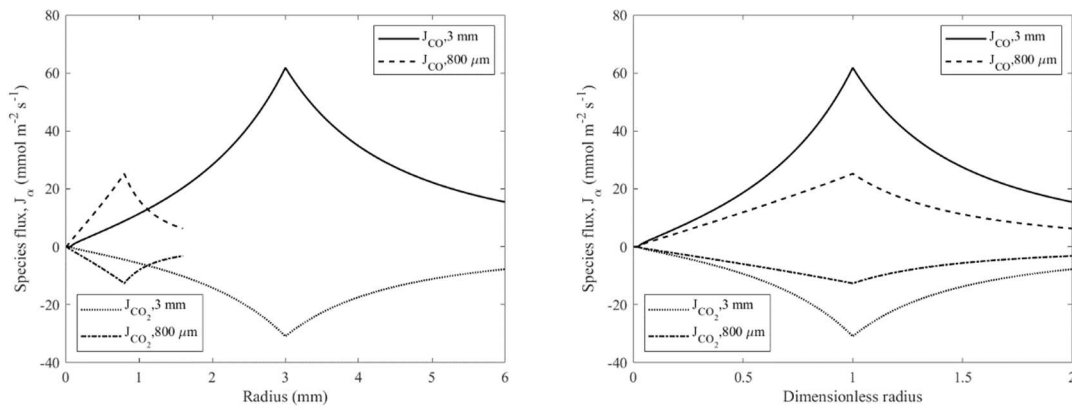 80
60
40
20
0
-20
-40
0
1
2
3
4
5
6
Radius (mm)
Species flux, J_α (mmol m⁻² s⁻¹)
J_CO,3 mm
J_CO,800 μm
J_CO₂,3 mm
J_CO₂,800 μm
80
60
40
20
0
-20
-40
0
0.5
1
1.5
2
Dimensionless radius
Species flux, J_α (mmol m⁻² s⁻¹)
J_CO,3 mm
J_CO,800 μm
J_CO₂,3 mm
J_CO₂,800 μm